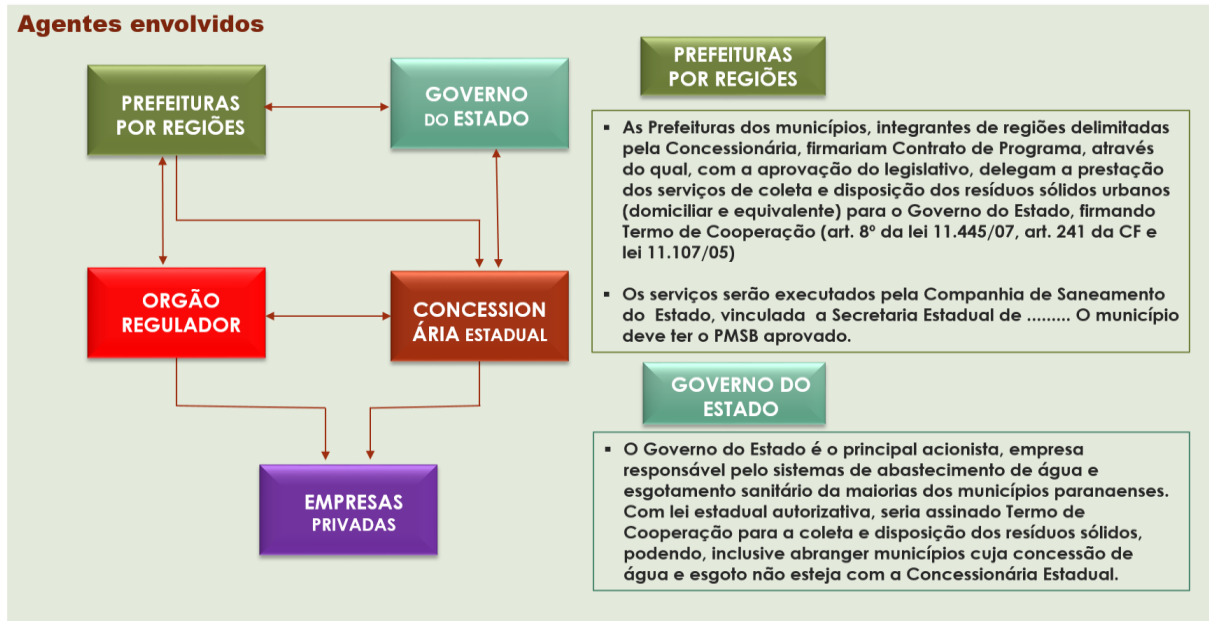 Agentes envolvidos
PREFEITURAS
POR REGIÕES
GOVERNO
DO ESTADO
ORGÃO
REGULADOR
CONCESSION
ÁRIA ESTADUAL
EMPRESAS
PRIVADAS
PREFEITURAS
POR REGIÕES
▪ As Prefeituras dos municípios, integrantes de regiões delimitadas
pela Concessionária, firmariam Contrato de Programa, através
do qual, com a aprovação do legislativo, delegam a prestação
dos serviços de coleta e disposição dos resíduos sólidos urbanos
(domiciliar e equivalente) para o Governo do Estado, firmando
Termo de Cooperação (art. 8º da lei 11.445/07, art. 241 da CF e
lei 11.107/05)
▪ Os serviços serão executados pela Companhia de Saneamento
do Estado, vinculada a Secretaria Estadual de ......... O município
deve ter o PMSB aprovado.
GOVERNO DO
ESTADO
▪ O Governo do Estado é o principal acionista, empresa
responsável pelo sistemas de abastecimento de água e
esgotamento sanitário da maiorias dos municípios paranaenses.
Com lei estadual autorizativa, seria assinado Termo de
Cooperação para a coleta e disposição dos resíduos sólidos,
podendo, inclusive abranger municípios cuja concessão de
água e esgoto não esteja com a Concessionária Estadual.